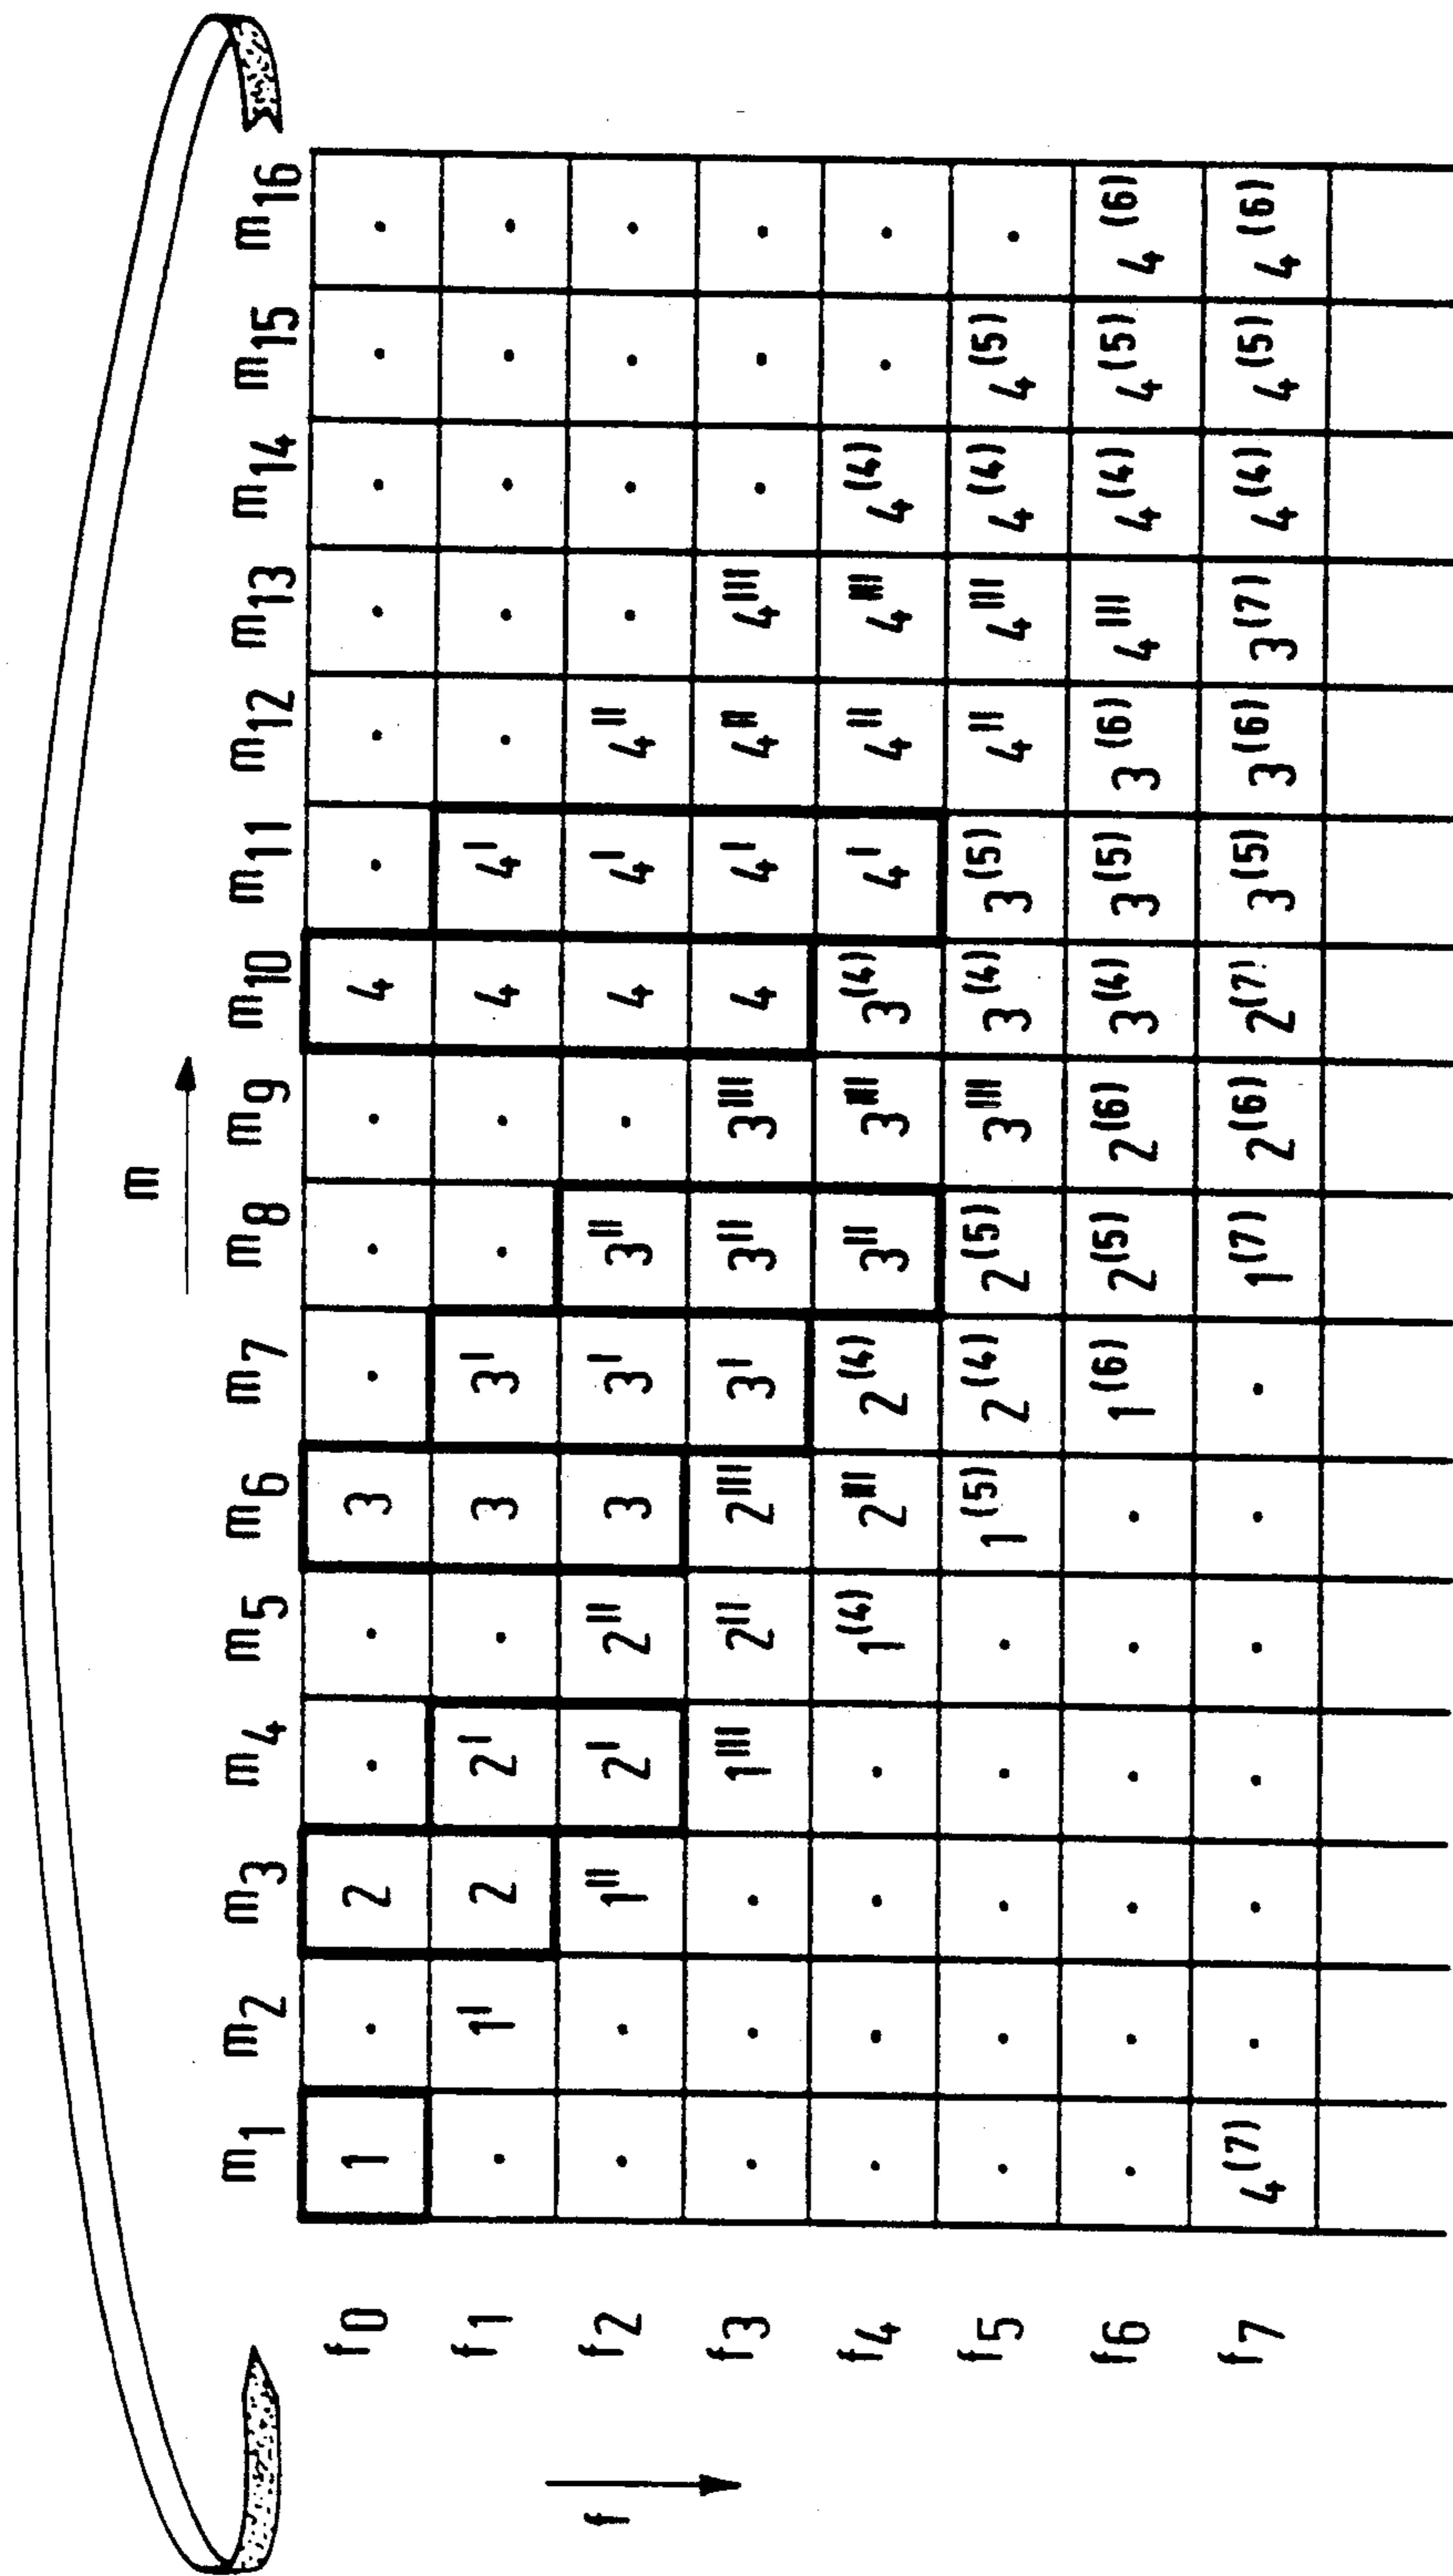 m
m1 m2 m3 m4 m5 m6 m7 m8 m9 m10 m11 m12 m13 m14 m15 m16
f
f0 1 . 2 . . 3 . . . 4 . . . . . .
f1 . 1' 2 2' . 3 3' . . 4 4' . . . . .
f2 . . 1'' 2' 2'' 3 3' 3'' . 4 4' 4'' . . . .
f3 . . . 1''' 2'' 2''' 3' 3'' 3''' 4 4' 4'' 4''' . . .
f4 . . . . 1(4) 2''' 2(4) 3'' 3''' 3(4) 4' 4'' 4''' 4(4) . .
f5 . . . . . 1(5) 2(4) 2(5) 3''' 3(4) 3(5) 4'' 4''' 4(4) 4(5) .
f6 . . . . . . 1(6) 2(5) 2(6) 3(4) 3(5) 3(6) 4''' 4(4) 4(5) 4(6)
f7 4(7) . . . . . . 1(7) 2(6) 2(7) 3(5) 3(6) 3(7) 4(4) 4(5) 4(6)